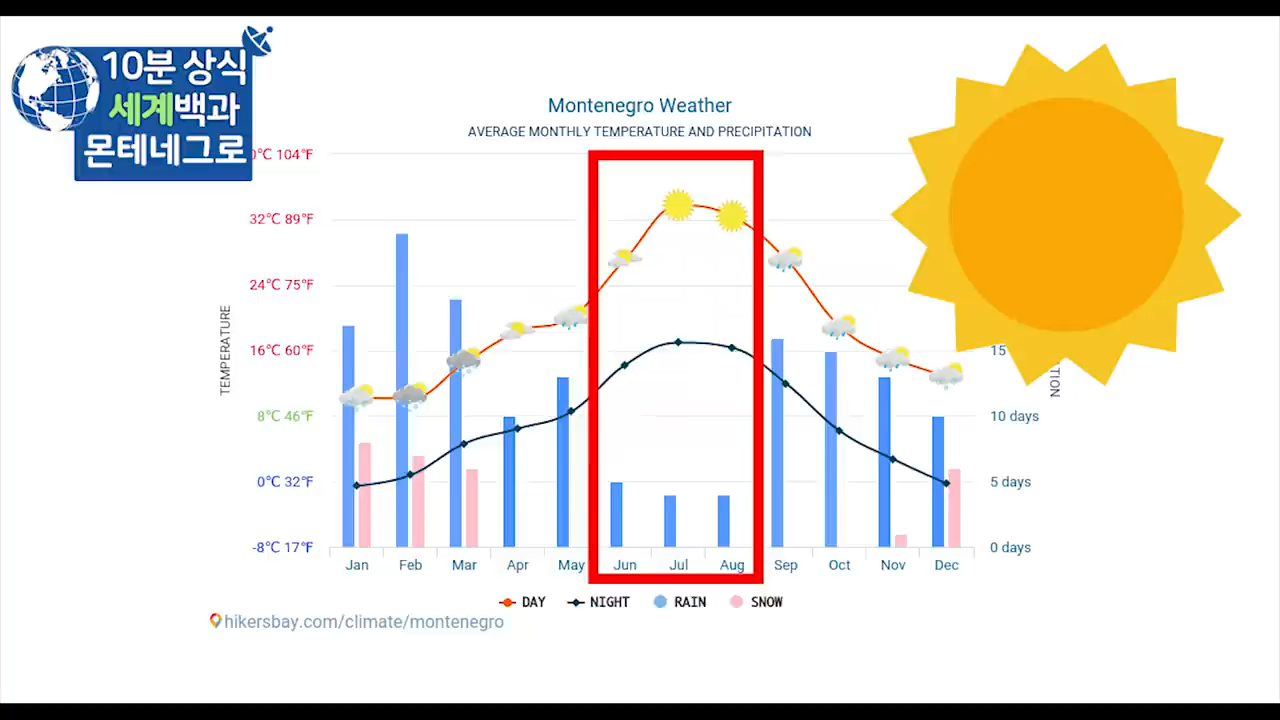 10분 상식
세계백과
몬테네그로
Montenegro Weather
AVERAGE MONTHLY TEMPERATURE AND PRECIPITATION
0℃ 104℉
32℃ 89℉
24℃ 75℉
16℃ 60℉
8℃ 46℉
0℃ 32℉
-8℃ 17℉
TEMPERATURE
15
10 days
5 days
0 days
TION
Jan Feb Mar Apr May Jun Jul Aug Sep Oct Nov Dec
DAY NIGHT RAIN SNOW
hikersbay.com/climate/montenegro